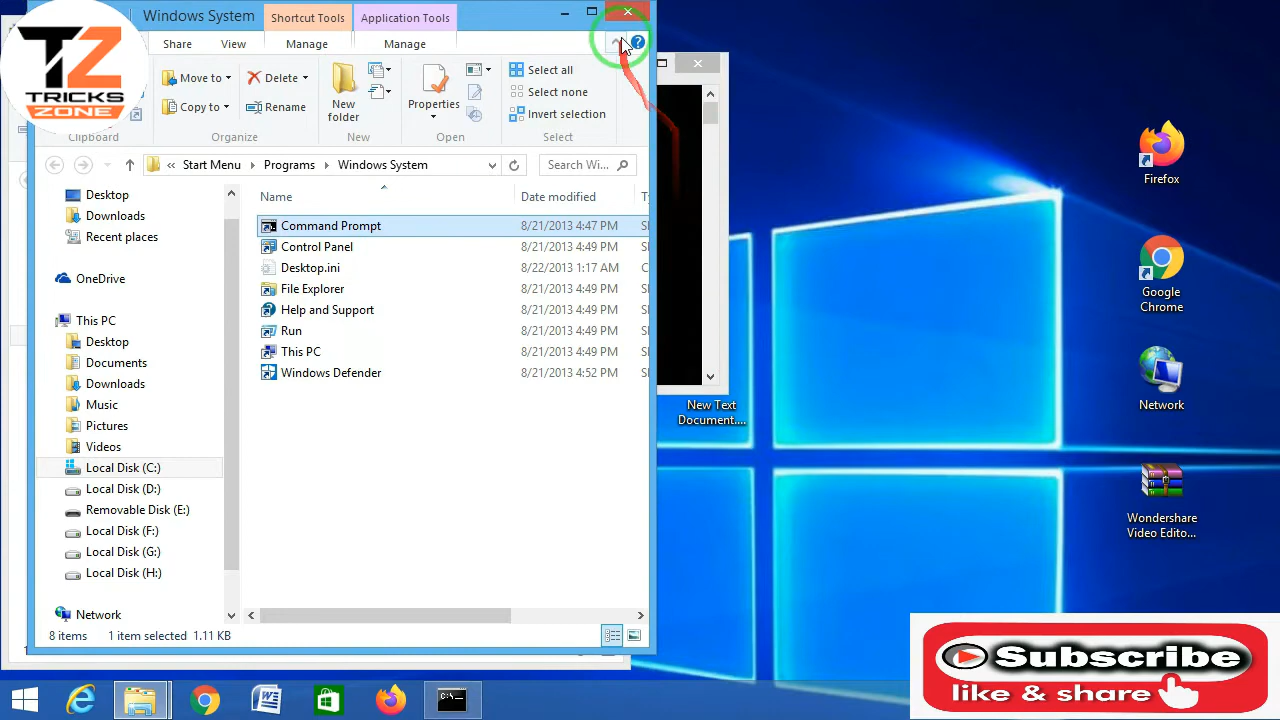 Windows System
Shortcut Tools
Application Tools
Share
View
Manage
Manage
TZ
TRICKS
ZONE
Move to
Copy to
Delete
Rename
New
folder
Properties
Select all
Select none
Invert selection
Clipboard
Organize
New
Open
Select
« Start Menu
Programs
Windows System
Search Wi...
Name
Date modified
Desktop
Downloads
Recent places
OneDrive
This PC
Desktop
Documents
Downloads
Music
Pictures
Videos
Local Disk (C:)
Local Disk (D:)
Removable Disk (E:)
Local Disk (F:)
Local Disk (G:)
Local Disk (H:)
Network
Command Prompt 8/21/2013 4:47 PM
Control Panel 8/21/2013 4:49 PM
Desktop.ini 8/22/2013 1:17 AM
File Explorer 8/21/2013 4:49 PM
Help and Support 8/21/2013 4:49 PM
Run 8/21/2013 4:49 PM
This PC 8/21/2013 4:49 PM
Windows Defender 8/21/2013 4:52 PM
8 items 1 item selected 1.11 KB
New Text
Document....
Firefox
Google
Chrome
Network
Wondershare
Video Edito...
Subscribe
like & share